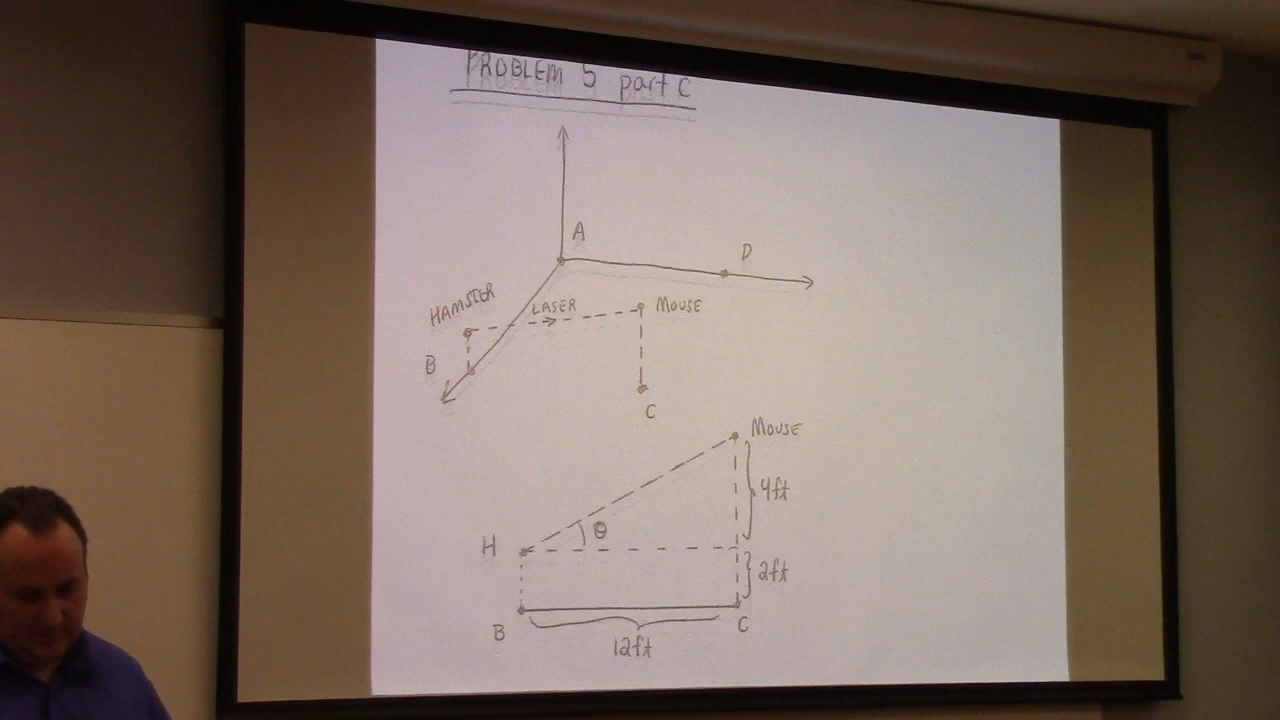 PROBLEM 5 part C
A
D
HAMSTER
LASER
MOUSE
B
C
MOUSE
4ft
H
θ
2ft
B
C
12ft